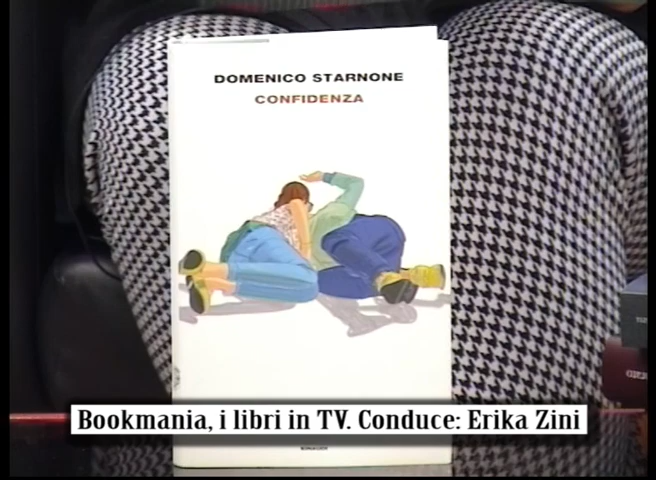 DOMENICO STARNONE
CONFIDENZA
Bookmania, i libri in TV. Conduce: Erika Zini